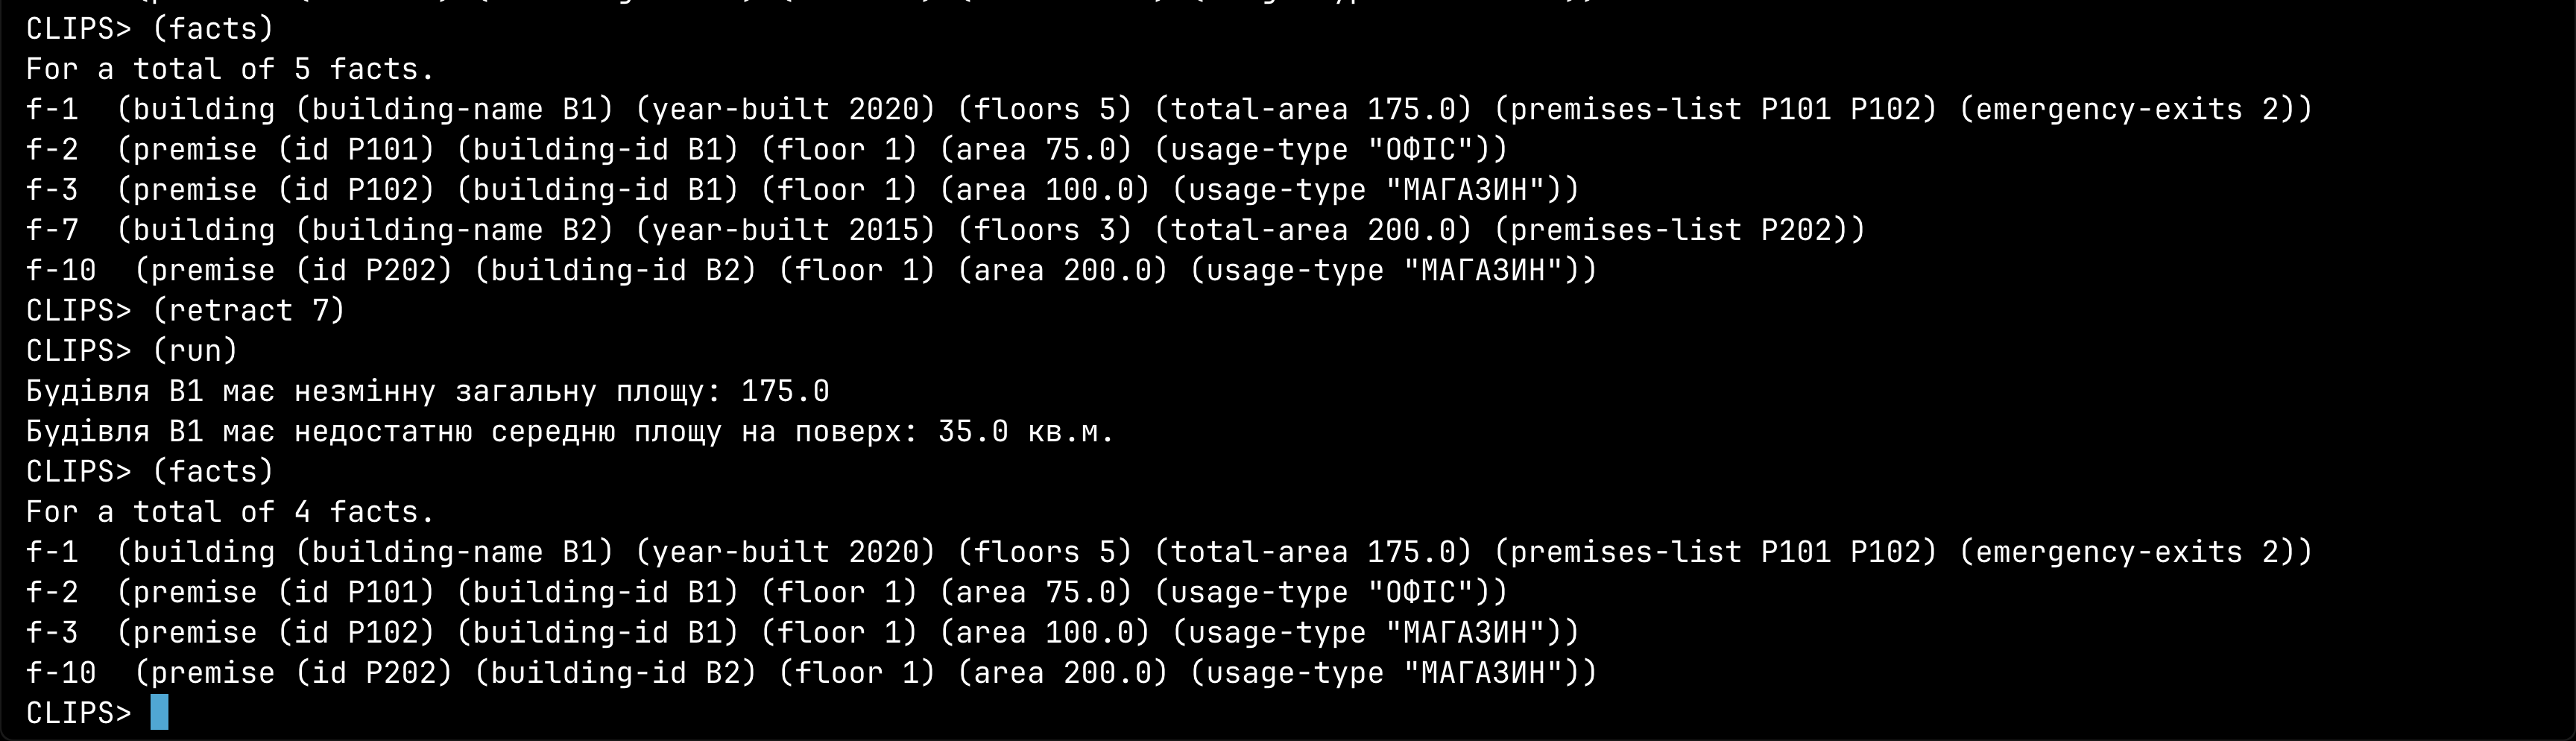 CLIPS> (facts)
For a total of 5 facts.
f-1  (building (building-name B1) (year-built 2020) (floors 5) (total-area 175.0) (premises-list P101 P102) (emergency-exits 2))
f-2  (premise (id P101) (building-id B1) (floor 1) (area 75.0) (usage-type "ОФІС"))
f-3  (premise (id P102) (building-id B1) (floor 1) (area 100.0) (usage-type "МАГАЗИН"))
f-7  (building (building-name B2) (year-built 2015) (floors 3) (total-area 200.0) (premises-list P202))
f-10  (premise (id P202) (building-id B2) (floor 1) (area 200.0) (usage-type "МАГАЗИН"))
CLIPS> (retract 7)
CLIPS> (run)
Будівля B1 має незмінну загальну площу: 175.0
Будівля B1 має недостатню середню площу на поверх: 35.0 кв.м.
CLIPS> (facts)
For a total of 4 facts.
f-1  (building (building-name B1) (year-built 2020) (floors 5) (total-area 175.0) (premises-list P101 P102) (emergency-exits 2))
f-2  (premise (id P101) (building-id B1) (floor 1) (area 75.0) (usage-type "ОФІС"))
f-3  (premise (id P102) (building-id B1) (floor 1) (area 100.0) (usage-type "МАГАЗИН"))
f-10  (premise (id P202) (building-id B2) (floor 1) (area 200.0) (usage-type "МАГАЗИН"))
CLIPS>